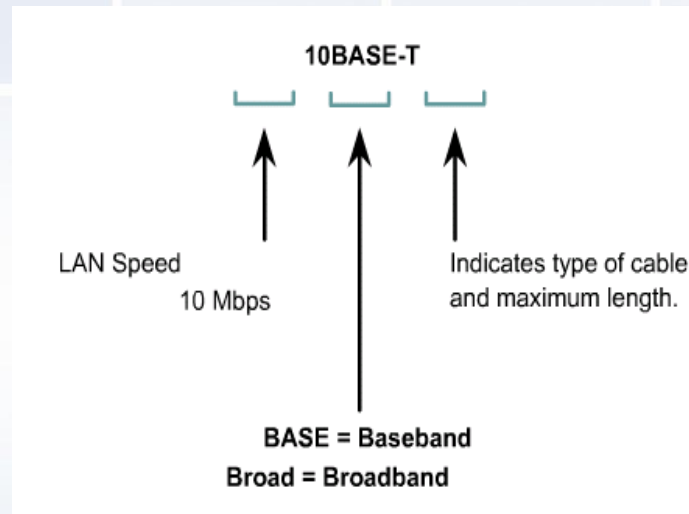 10BASE-T
LAN Speed
10 Mbps
Indicates type of cable
and maximum length.
BASE = Baseband
Broad = Broadband